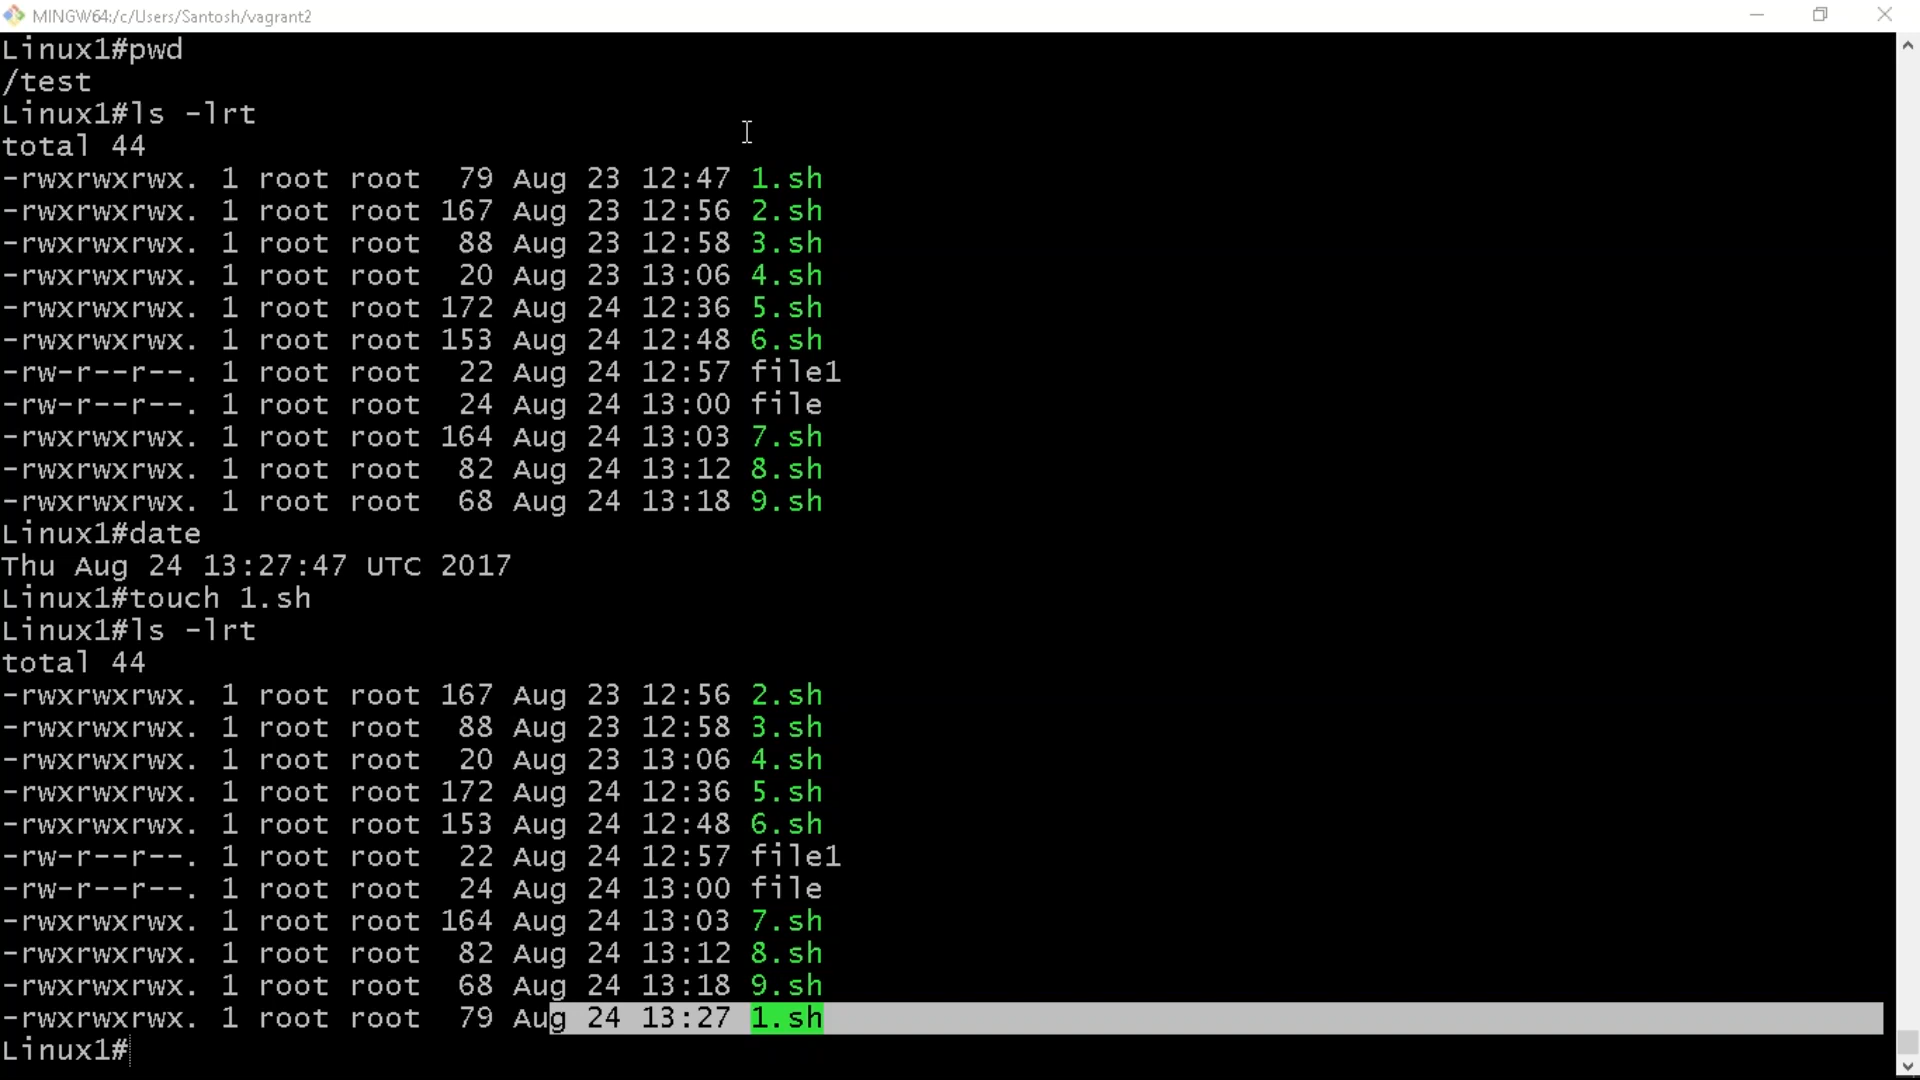 MINGW64:/c/Users/Santosh/vagrant2
Linux1#pwd
/test
Linux1#ls -lrt
total 44
-rwxrwxrwx. 1 root root  79 Aug 23 12:47 1.sh
-rwxrwxrwx. 1 root root 167 Aug 23 12:56 2.sh
-rwxrwxrwx. 1 root root  88 Aug 23 12:58 3.sh
-rwxrwxrwx. 1 root root  20 Aug 23 13:06 4.sh
-rwxrwxrwx. 1 root root 172 Aug 24 12:36 5.sh
-rwxrwxrwx. 1 root root 153 Aug 24 12:48 6.sh
-rw-r--r--. 1 root root  22 Aug 24 12:57 file1
-rw-r--r--. 1 root root  24 Aug 24 13:00 file
-rwxrwxrwx. 1 root root 164 Aug 24 13:03 7.sh
-rwxrwxrwx. 1 root root  82 Aug 24 13:12 8.sh
-rwxrwxrwx. 1 root root  68 Aug 24 13:18 9.sh
Linux1#date
Thu Aug 24 13:27:47 UTC 2017
Linux1#touch 1.sh
Linux1#ls -lrt
total 44
-rwxrwxrwx. 1 root root 167 Aug 23 12:56 2.sh
-rwxrwxrwx. 1 root root  88 Aug 23 12:58 3.sh
-rwxrwxrwx. 1 root root  20 Aug 23 13:06 4.sh
-rwxrwxrwx. 1 root root 172 Aug 24 12:36 5.sh
-rwxrwxrwx. 1 root root 153 Aug 24 12:48 6.sh
-rw-r--r--. 1 root root  22 Aug 24 12:57 file1
-rw-r--r--. 1 root root  24 Aug 24 13:00 file
-rwxrwxrwx. 1 root root 164 Aug 24 13:03 7.sh
-rwxrwxrwx. 1 root root  82 Aug 24 13:12 8.sh
-rwxrwxrwx. 1 root root  68 Aug 24 13:18 9.sh
-rwxrwxrwx. 1 root root  79 Aug 24 13:27 1.sh
Linux1#